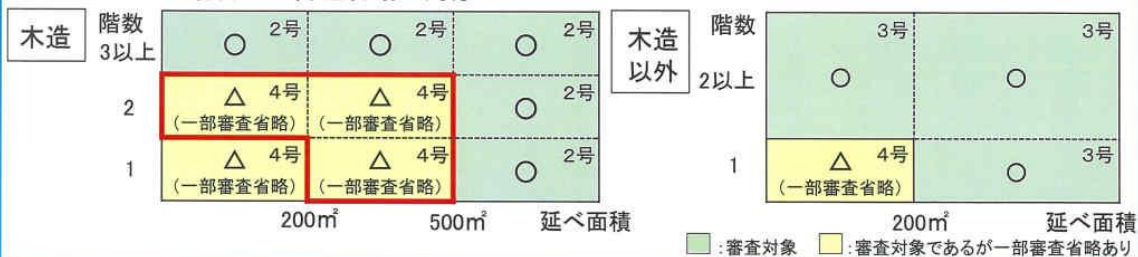 木造
階数
3以上
○ 2号
○ 2号
○ 2号
2
△ 4号
(一部審査省略)
△ 4号
(一部審査省略)
○ 2号
1
△ 4号
(一部審査省略)
△ 4号
(一部審査省略)
○ 2号
200㎡
500㎡
延べ面積
木造
以外
階数
2以上
○ 3号
○ 3号
1
△ 4号
(一部審査省略)
○ 3号
200㎡
延べ面積
:審査対象
:審査対象であるが一部審査省略あり